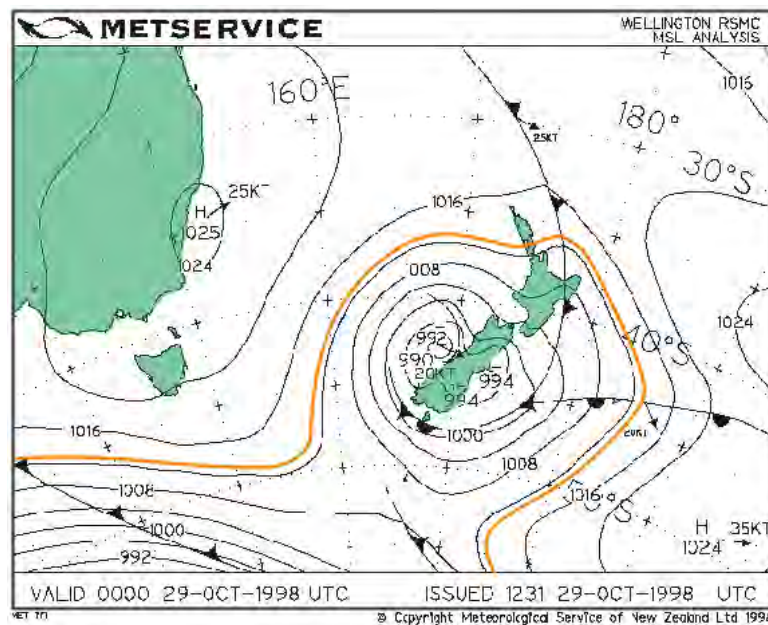 METSERVICE
WELLINGTON RSMC
MSL ANALYSIS
1016
160°E
180°
25KT
30°S
25KT
H
1025
1024
1016
1008
1024
40°S
992
990
20KT
994
994
1016
1000
20KT
1008
1008
1016
50°S
1000
H
1024
35KT
992
VALID 0000 29-OCT-1998 UTC
ISSUED 1231 29-OCT-1998 UTC
© Copyright Meteorological Service of New Zealand Ltd 1998